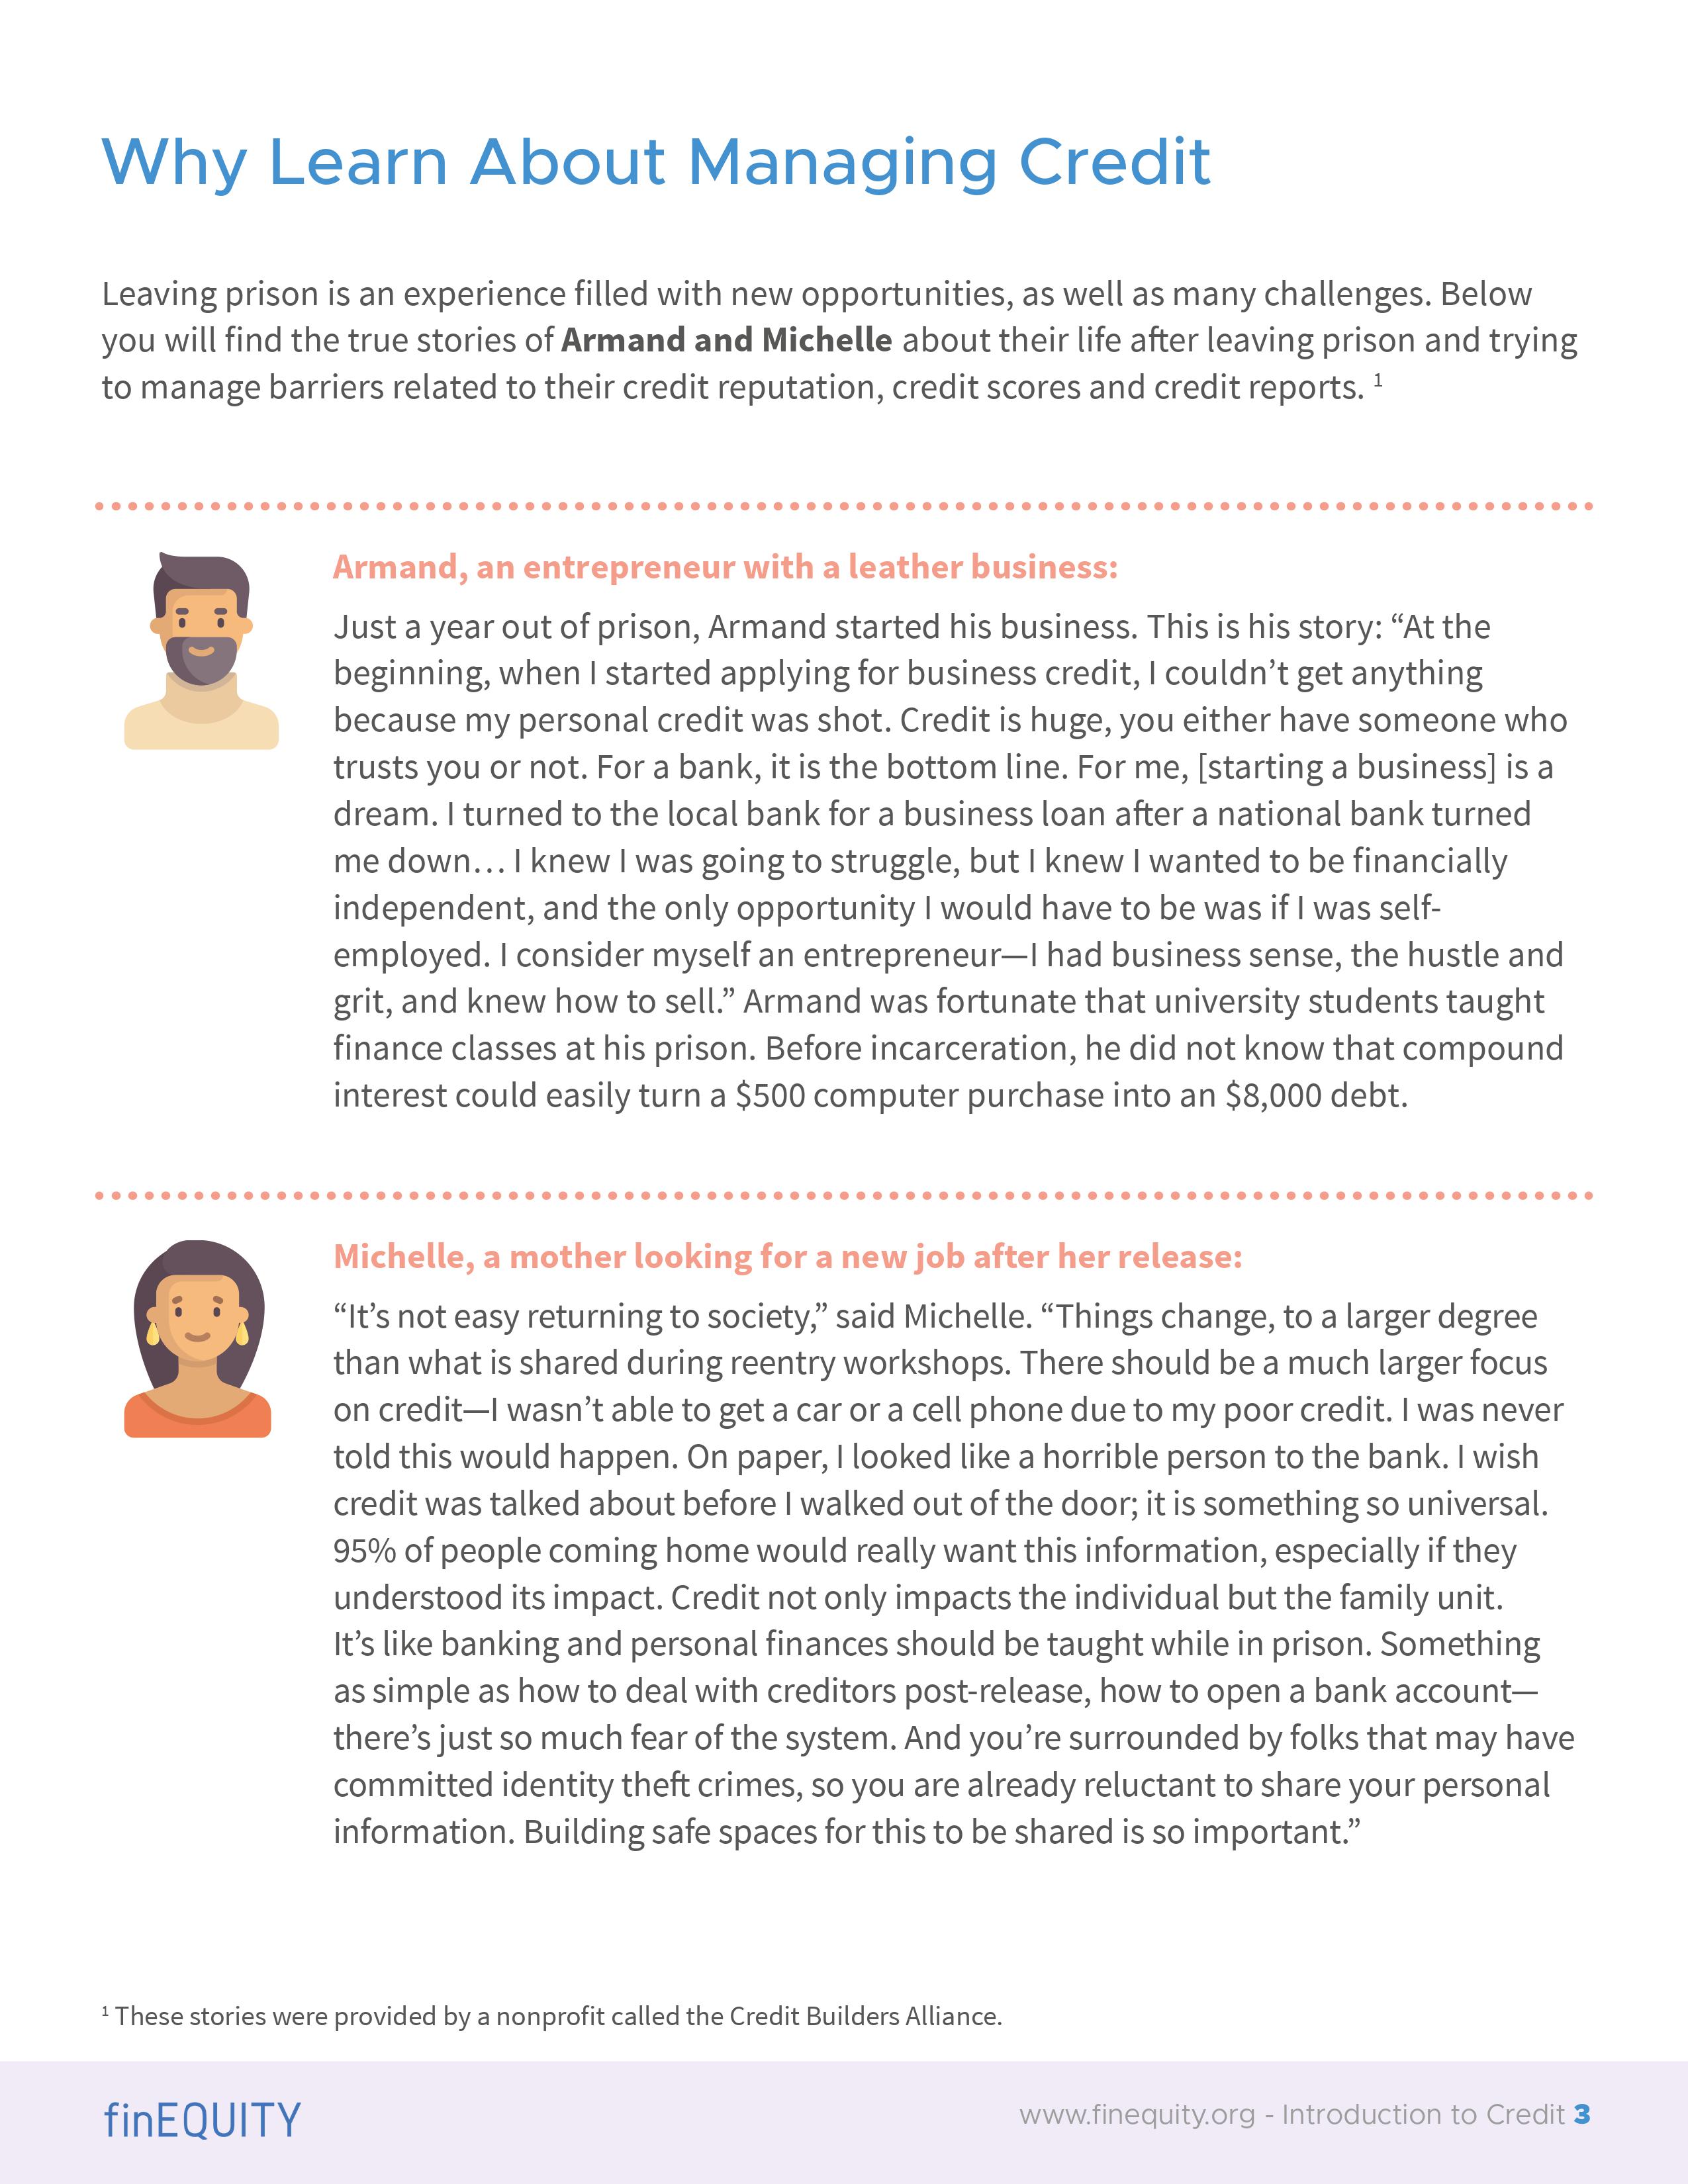 Why Learn About Managing Credit
Leaving prison is an experience filled with new opportunities, as well as many challenges. Below
you will find the true stories of Armand and Michelle about their life after leaving prison and trying
to manage barriers related to their credit reputation, credit scores and credit reports. 1
Armand, an entrepreneur with a leather business:
Just a year out of prison, Armand started his business. This is his story: “At the
beginning, when I started applying for business credit, I couldn’t get anything
because my personal credit was shot. Credit is huge, you either have someone who
trusts you or not. For a bank, it is the bottom line. For me, [starting a business] is a
dream. I turned to the local bank for a business loan after a national bank turned
me down… I knew I was going to struggle, but I knew I wanted to be financially
independent, and the only opportunity I would have to be was if I was self-
employed. I consider myself an entrepreneur—I had business sense, the hustle and
grit, and knew how to sell.” Armand was fortunate that university students taught
finance classes at his prison. Before incarceration, he did not know that compound
interest could easily turn a $500 computer purchase into an $8,000 debt.
Michelle, a mother looking for a new job after her release:
“It’s not easy returning to society,” said Michelle. “Things change, to a larger degree
than what is shared during reentry workshops. There should be a much larger focus
on credit—I wasn’t able to get a car or a cell phone due to my poor credit. I was never
told this would happen. On paper, I looked like a horrible person to the bank. I wish
credit was talked about before I walked out of the door; it is something so universal.
95% of people coming home would really want this information, especially if they
understood its impact. Credit not only impacts the individual but the family unit.
It’s like banking and personal finances should be taught while in prison. Something
as simple as how to deal with creditors post-release, how to open a bank account—
there’s just so much fear of the system. And you’re surrounded by folks that may have
committed identity theft crimes, so you are already reluctant to share your personal
information. Building safe spaces for this to be shared is so important.”
1 These stories were provided by a nonprofit called the Credit Builders Alliance.
finEQUITY
www.finequity.org - Introduction to Credit 3